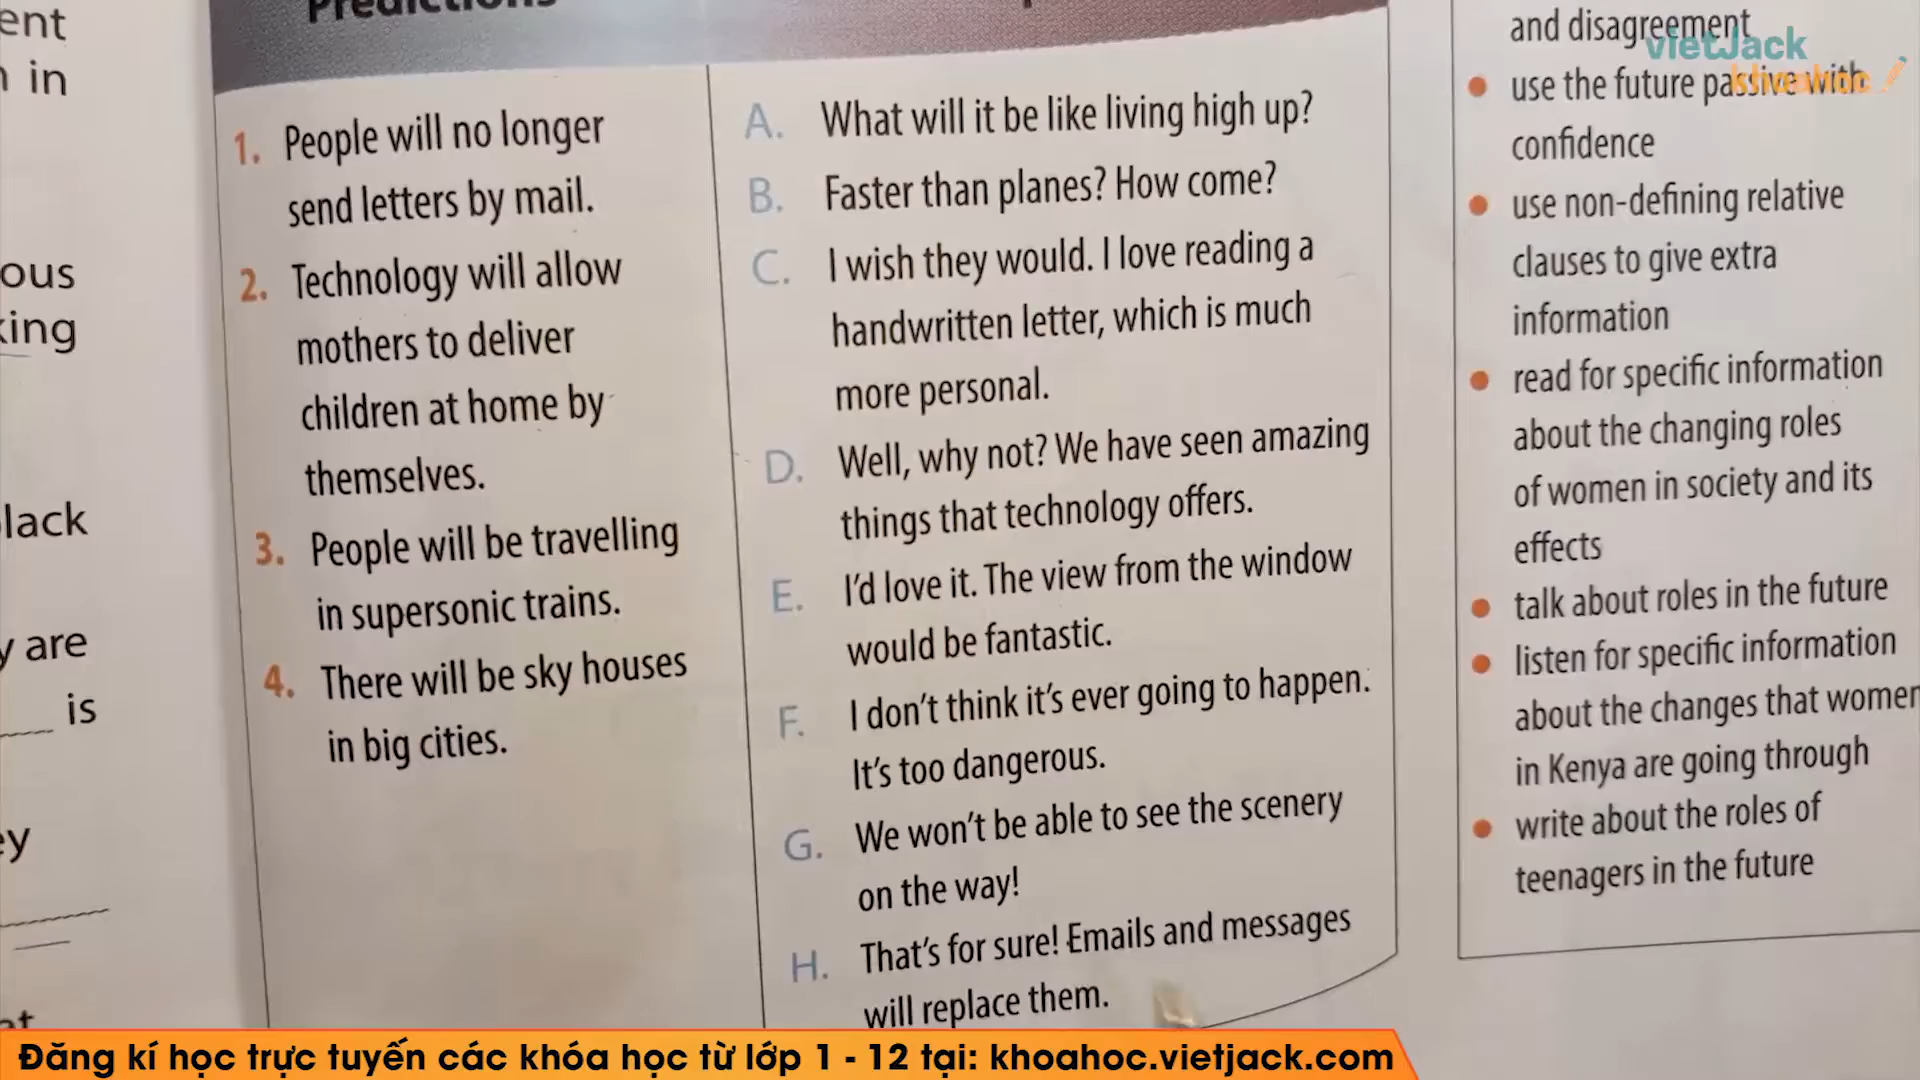 ent
in
ous
king
lack
y are
is
ey
at
Predictions
1. People will no longer
send letters by mail.
2. Technology will allow
mothers to deliver
children at home by
themselves.
3. People will be travelling
in supersonic trains.
4. There will be sky houses
in big cities.
A. What will it be like living high up?
B. Faster than planes? How come?
C. I wish they would. I love reading a
handwritten letter, which is much
more personal.
D. Well, why not? We have seen amazing
things that technology offers.
E. I'd love it. The view from the window
would be fantastic.
F. I don't think it's ever going to happen.
It's too dangerous.
G. We won't be able to see the scenery
on the way!
H. That's for sure! Emails and messages
will replace them.
and disagreement
• use the future passive with
confidence
• use non-defining relative
clauses to give extra
information
• read for specific information
about the changing roles
of women in society and its
effects
• talk about roles in the future
• listen for specific information
about the changes that women
in Kenya are going through
• write about the roles of
teenagers in the future
vietJack
khoahoc
Đăng kí học trực tuyến các khóa học từ lớp 1 - 12 tại: khoahoc.vietjack.com